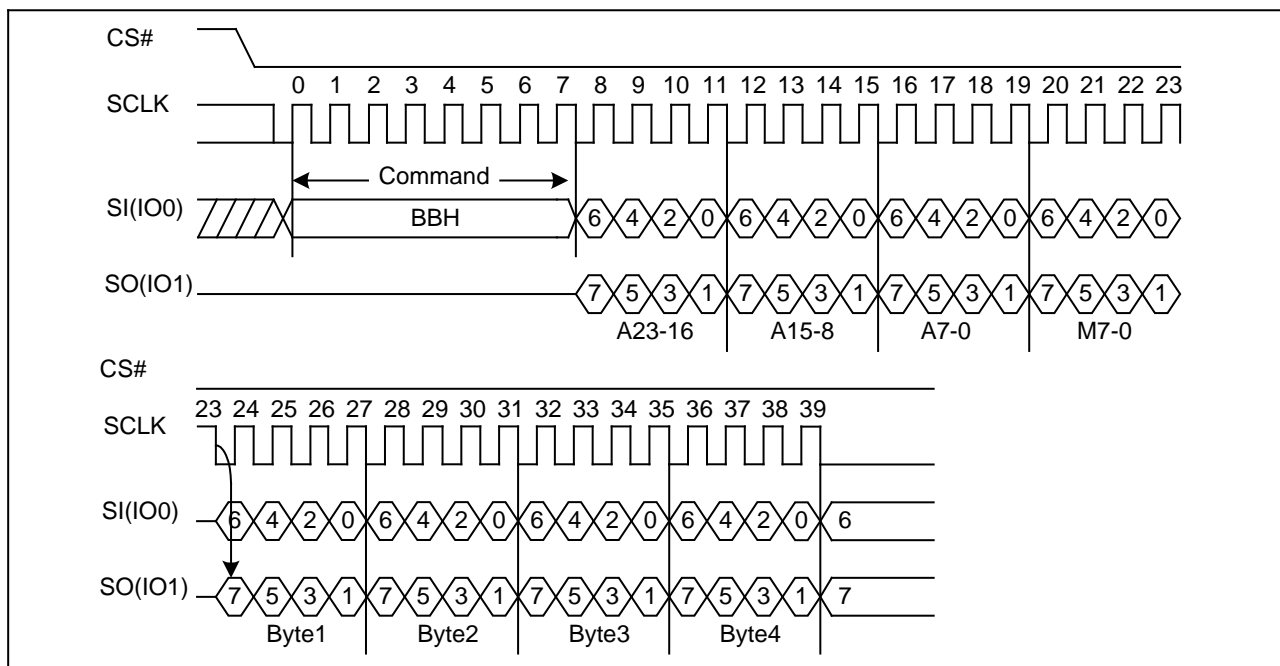 CS#
0 1 2 3 4 5 6 7 8 9 10 11 12 13 14 15 16 17 18 19 20 21 22 23
SCLK
Command
SI(IO0) BBH 6 4 2 0 6 4 2 0 6 4 2 0 6 4 2 0
SO(IO1) 7 5 3 1 7 5 3 1 7 5 3 1 7 5 3 1
A23-16 A15-8 A7-0 M7-0
CS#
23 24 25 26 27 28 29 30 31 32 33 34 35 36 37 38 39
SCLK
SI(IO0) 6 4 2 0 6 4 2 0 6 4 2 0 6 4 2 0 6
SO(IO1) 7 5 3 1 7 5 3 1 7 5 3 1 7 5 3 1 7
Byte1 Byte2 Byte3 Byte4